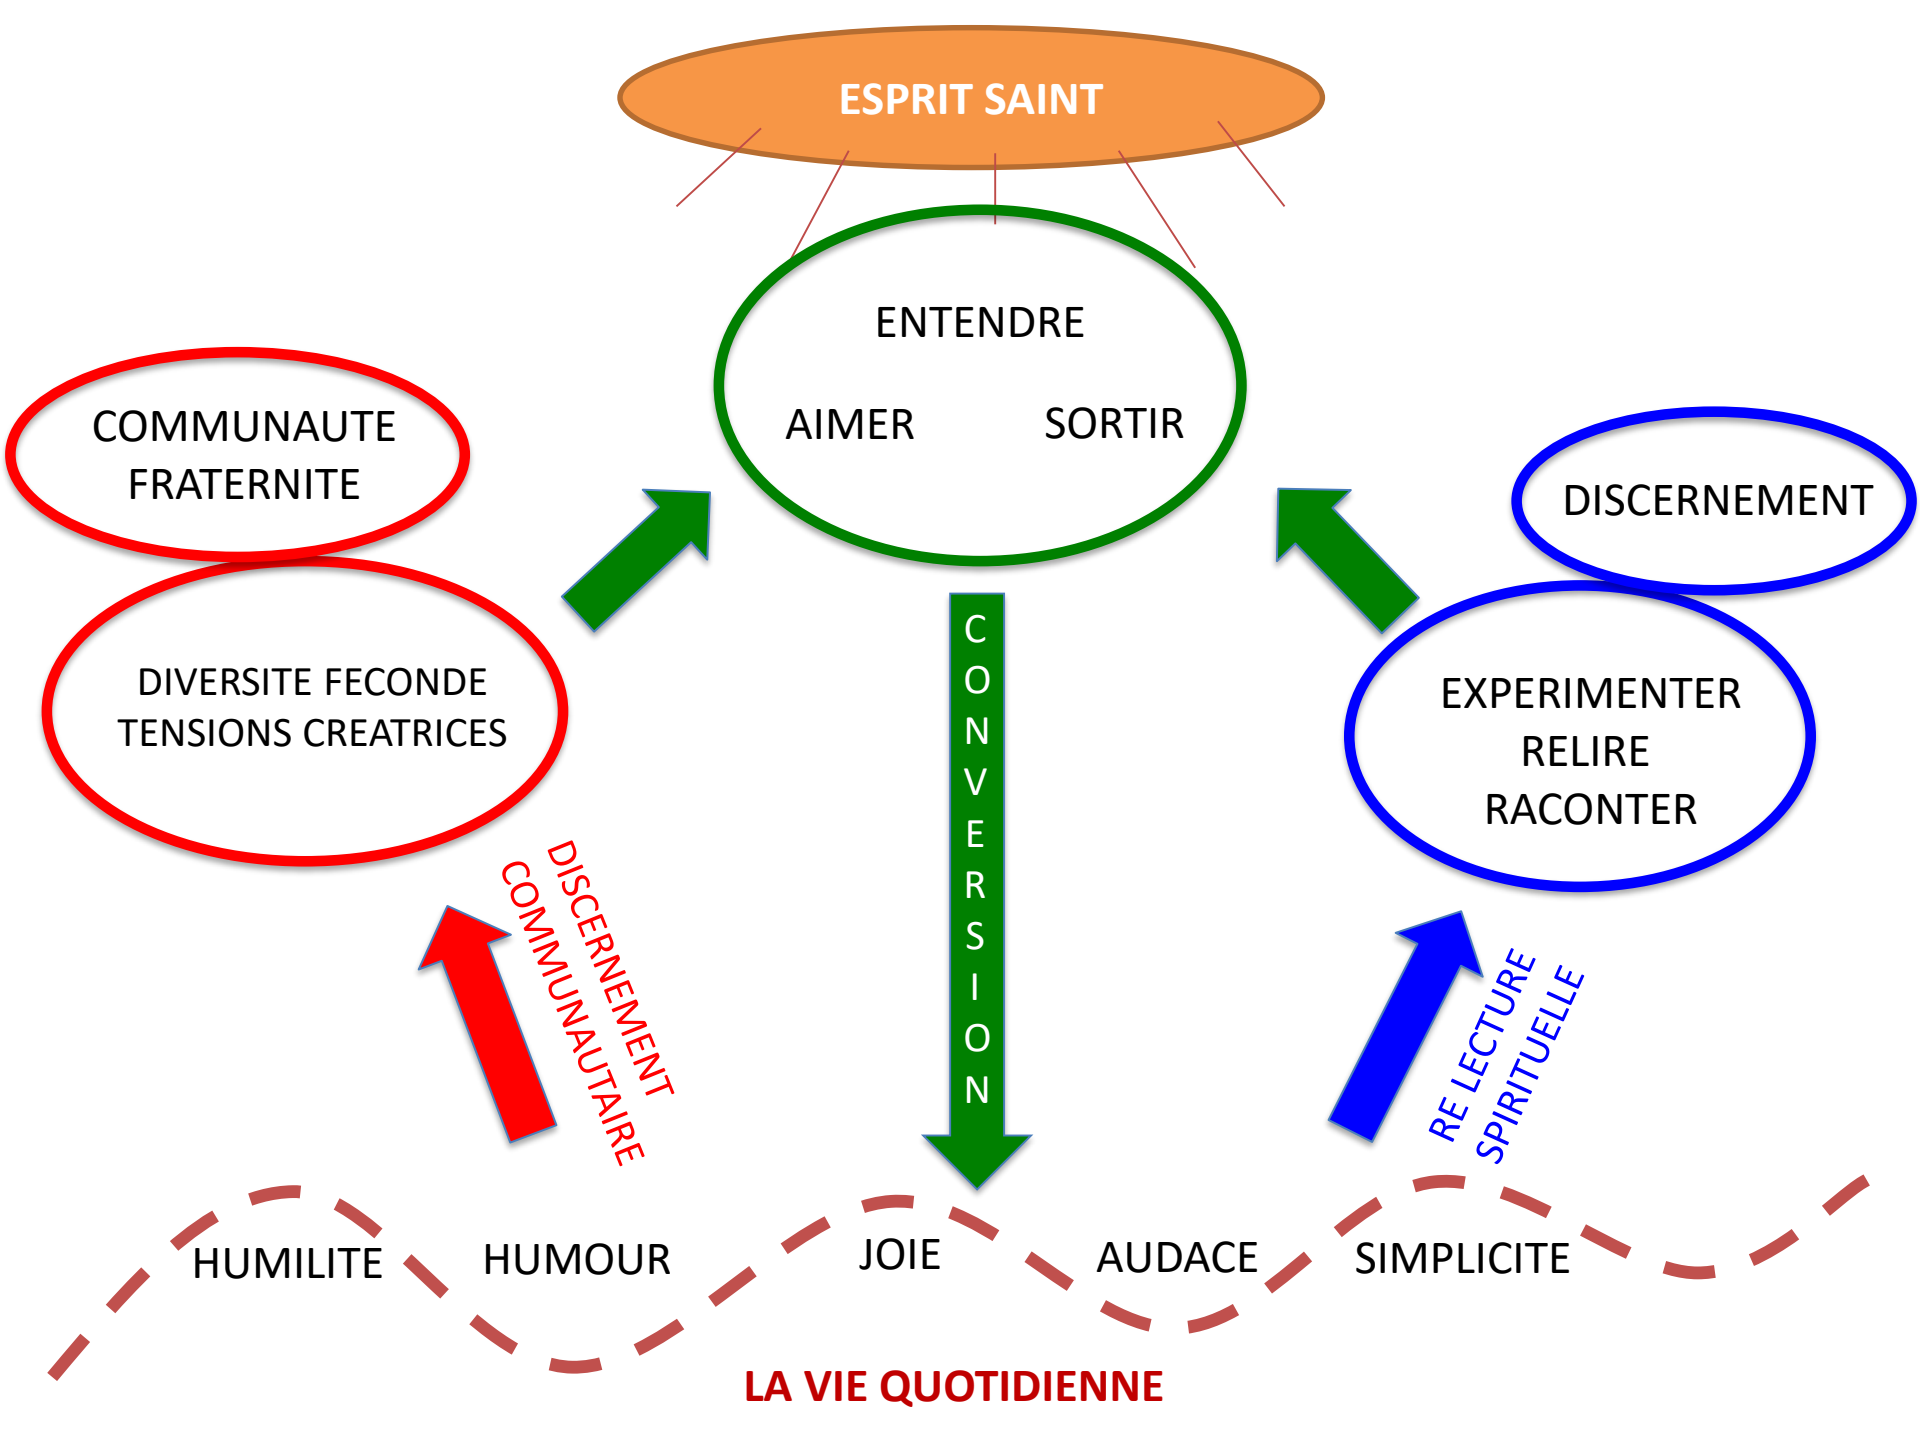 ESPRIT SAINT
ENTENDRE
AIMER
SORTIR
COMMUNAUTE
FRATERNITE
DISCERNEMENT
DIVERSITE FECONDE
TENSIONS CREATRICES
CONVERSION
EXPERIMENTER
RELIRE
RACONTER
DISCERNEMENT
COMMUNAUTAIRE
RE LECTURE
SPIRITUELLE
HUMILITE
HUMOUR
JOIE
AUDACE
SIMPLICITE
LA VIE QUOTIDIENNE